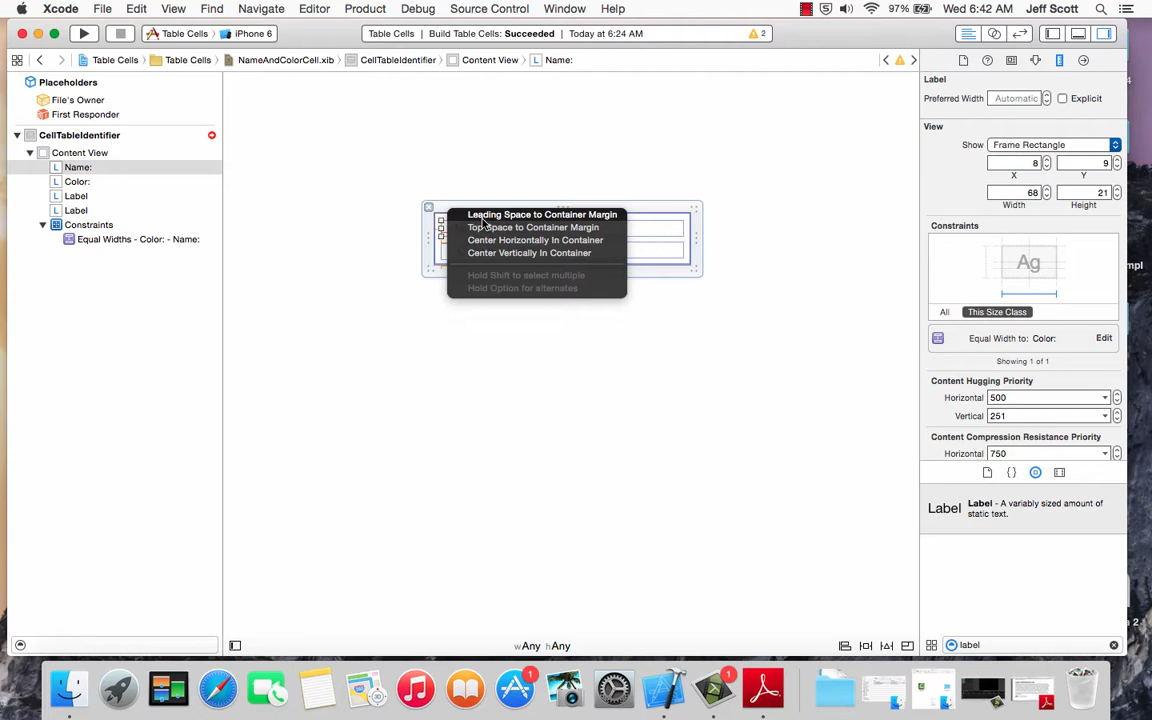 Xcode File Edit View Find Navigate Editor Product Debug Source Control Window Help 5 97% Wed 6:42 AM Jeff Scott
Table Cells iPhone 6 Table Cells Build Table Cells: Succeeded Today at 6:24 AM 2
Table Cells Table Cells NameAndColorCell.xib CellTableIdentifier Content View L Name:
Placeholders
File's Owner
First Responder
CellTableIdentifier
Content View
L Name:
L Color:
L Label
L Label
Constraints
Equal Widths - Color: - Name:
Leading Space to Container Margin
Top Space to Container Margin
Center Horizontally In Container
Center Vertically In Container
Hold Shift to select multiple
Hold Option for alternates
wAny hAny
Label
Preferred Width Automatic Explicit
View
Show Frame Rectangle
8 9
X Y
68 21
Width Height
Constraints
Ag
All This Size Class
Equal Width to: Color: Edit
Showing 1 of 1
Content Hugging Priority
Horizontal 500
Vertical 251
Content Compression Resistance Priority
Horizontal 750
Label Label - A variably sized amount of
static text.
label
mpl
1 1